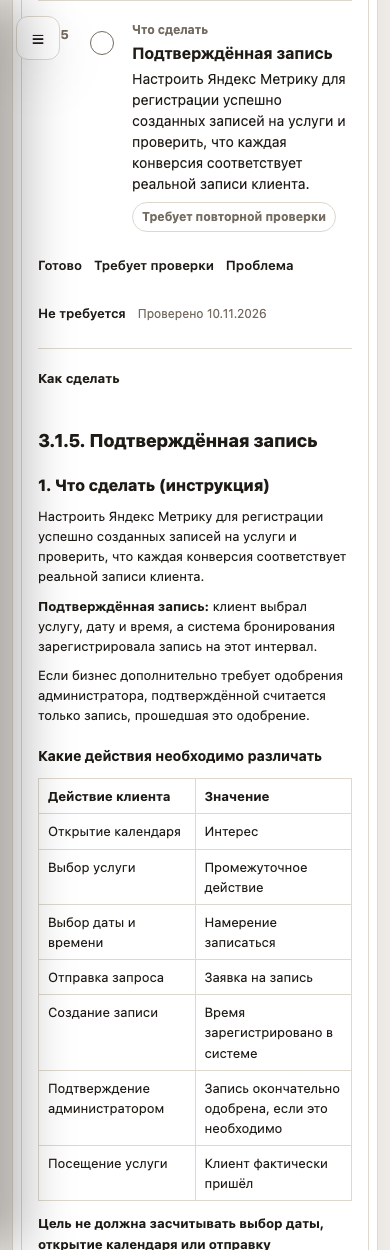 ☰
5
Что сделать
Подтверждённая запись
Настроить Яндекс Метрику для
регистрации успешно
созданных записей на услуги и
проверить, что каждая
конверсия соответствует
реальной записи клиента.
Требует повторной проверки
Готово Требует проверки Проблема
Не требуется Проверено 10.11.2026
Как сделать
3.1.5. Подтверждённая запись
1. Что сделать (инструкция)
Настроить Яндекс Метрику для регистрации
успешно созданных записей на услуги и
проверить, что каждая конверсия соответствует
реальной записи клиента.
Подтверждённая запись: клиент выбрал
услугу, дату и время, а система бронирования
зарегистрировала запись на этот интервал.
Если бизнес дополнительно требует одобрения
администратора, подтверждённой считается
только запись, прошедшая это одобрение.
Какие действия необходимо различать
Действие клиента Значение
Открытие календаря Интерес
Выбор услуги Промежуточное
действие
Выбор даты и Намерение
времени записаться
Отправка запроса Заявка на запись
Создание записи Время
зарегистрировано в
системе
Подтверждение Запись окончательно
администратором одобрена, если это
необходимо
Посещение услуги Клиент фактически
пришёл
Цель не должна засчитывать выбор даты,
открытие календаря или отправку